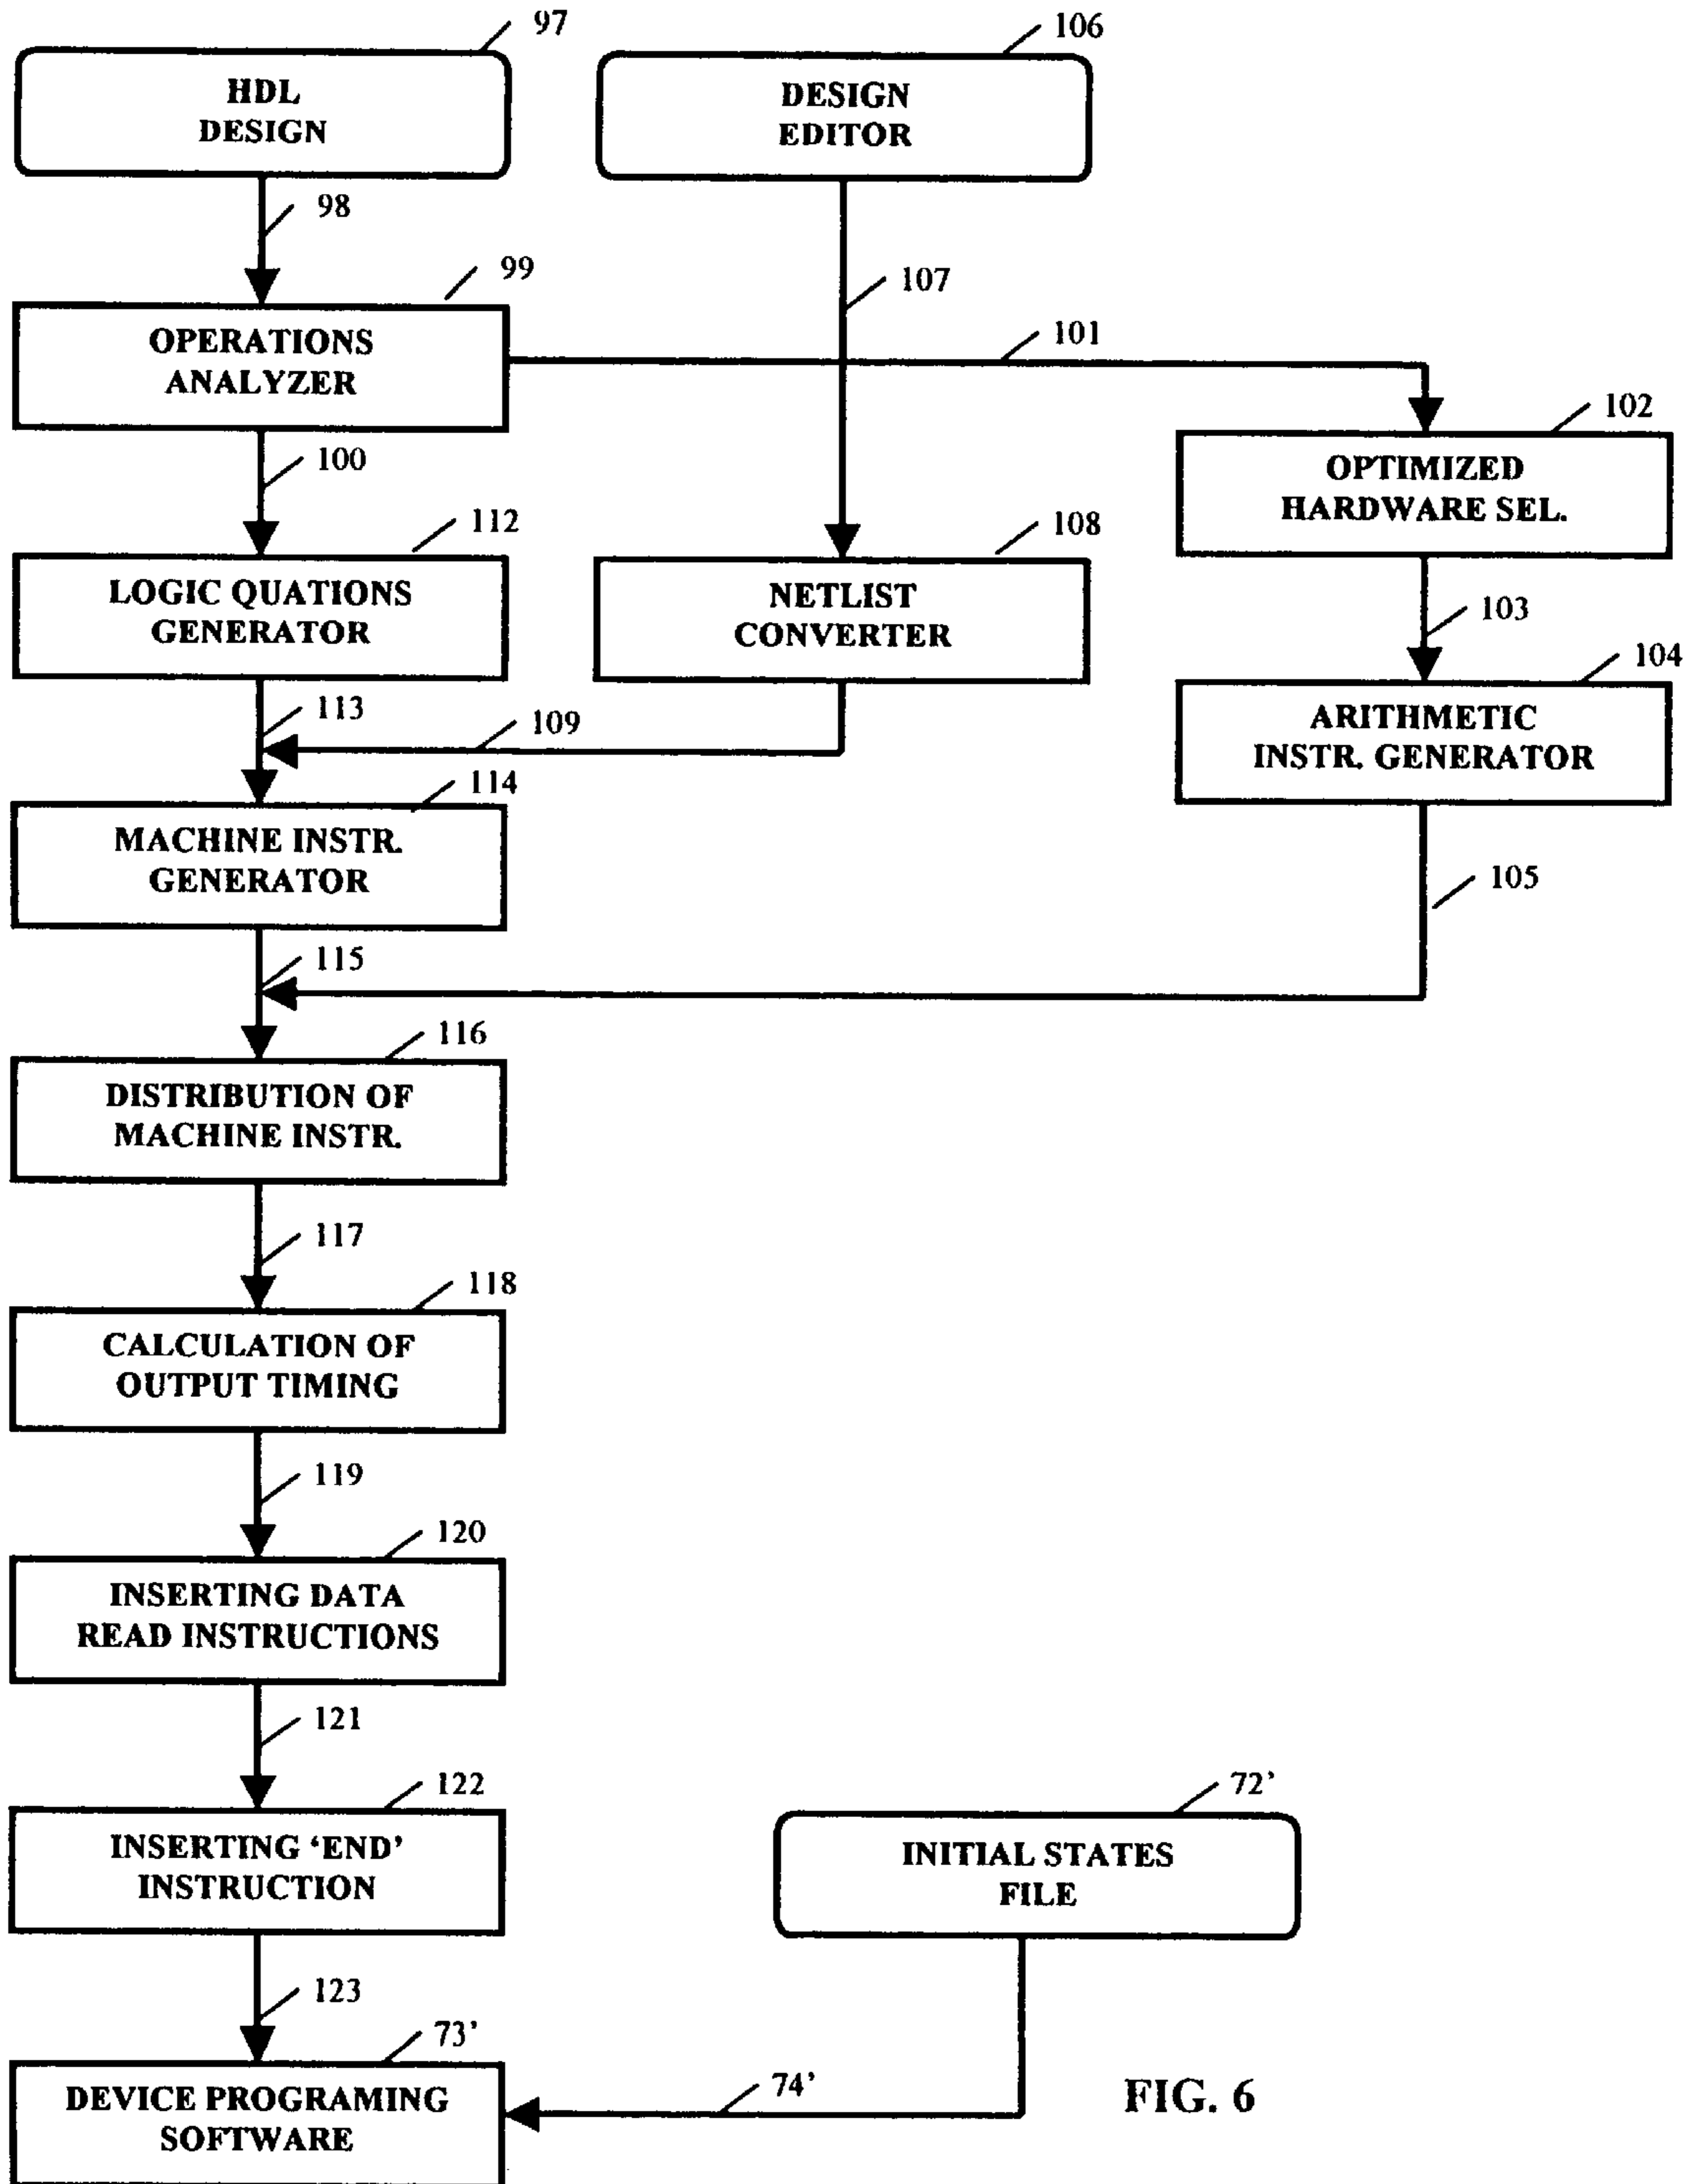 97
106
HDL
DESIGN
DESIGN
EDITOR
98
99
107
101
OPERATIONS
ANALYZER
102
100
OPTIMIZED
HARDWARE SEL.
112
108
LOGIC QUATIONS
GENERATOR
NETLIST
CONVERTER
103
104
113
109
ARITHMETIC
INSTR. GENERATOR
114
MACHINE INSTR.
GENERATOR
105
115
116
DISTRIBUTION OF
MACHINE INSTR.
117
118
CALCULATION OF
OUTPUT TIMING
119
120
INSERTING DATA
READ INSTRUCTIONS
121
122
72'
INSERTING ‘END’
INSTRUCTION
INITIAL STATES
FILE
123
73'
74'
DEVICE PROGRAMING
SOFTWARE
FIG. 6